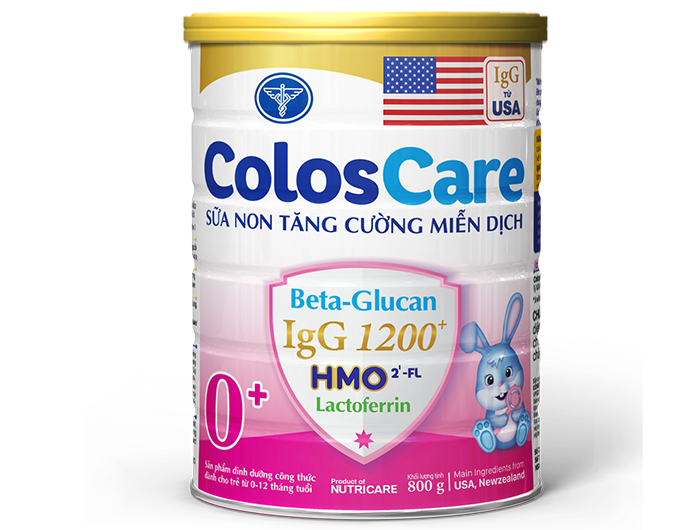 IgG
TỪ
USA
ColosCare
SỮA NON TĂNG CƯỜNG MIỄN DỊCH
Beta-Glucan
IgG 1200+
HMO 2'-FL
Lactoferrin
0+
Sản phẩm dinh dưỡng công thức
dành cho trẻ từ 0-12 tháng tuổi
Product of
NUTRICARE
Khối lượng tịnh
800 g
Main Ingredients from
USA, Newzealand